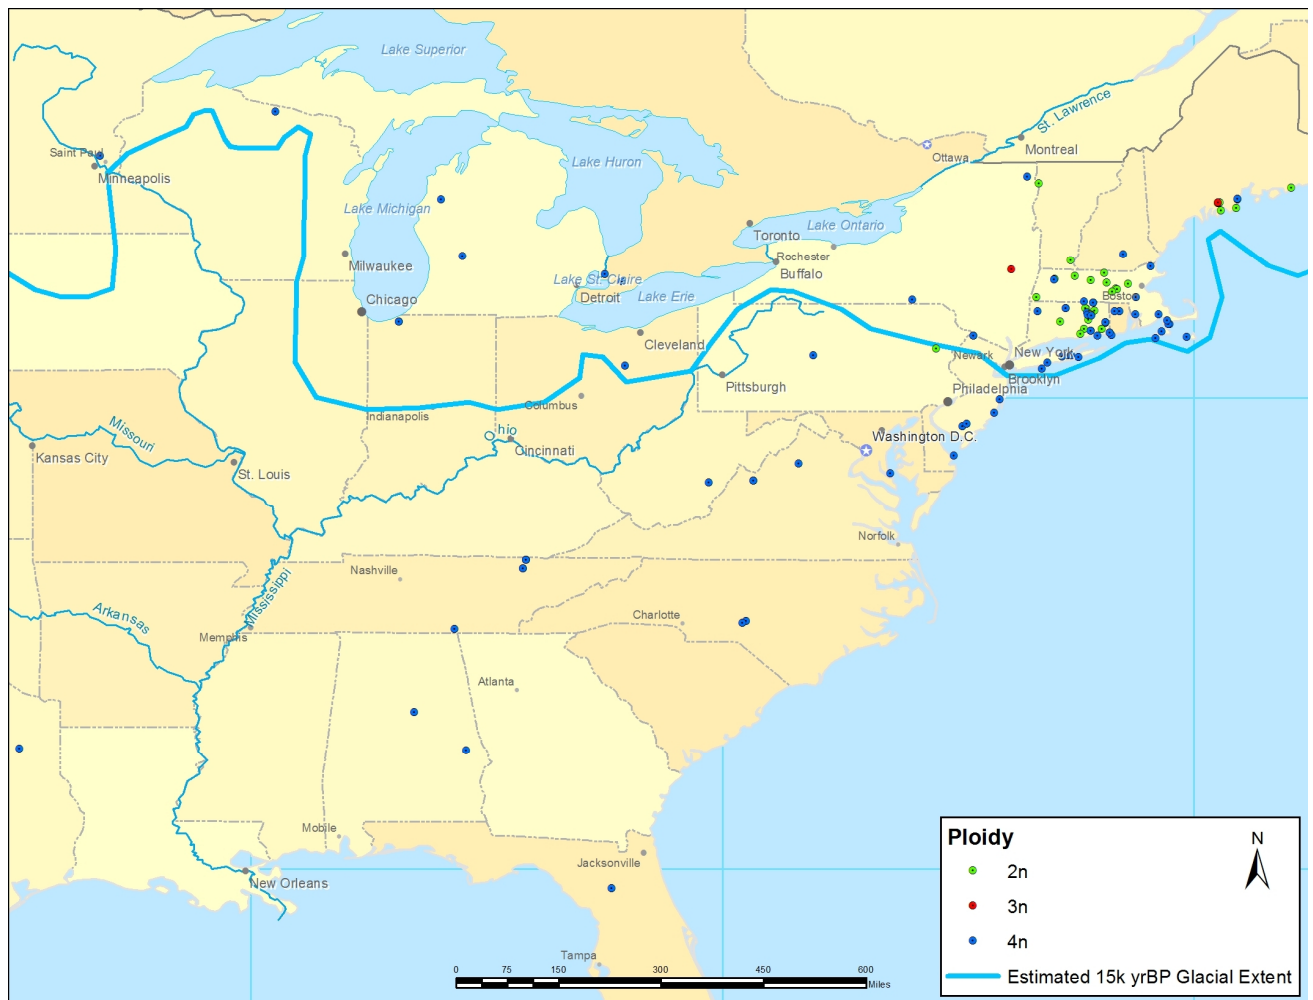 Lake Superior
St. Lawrence
Montreal
Ottawa
Saint Paul
Minneapolis
Lake Huron
Lake Michigan
Lake Ontario
Toronto
Rochester
Buffalo
Milwaukee
Lake St. Claire
Detroit
Lake Erie
Boston
Chicago
Cleveland
New York
Newark
Brooklyn
Pittsburgh
Philadelphia
Columbus
Indianapolis
Missouri
Ohio
Washington D.C.
Cincinnati
Kansas City
St. Louis
Norfolk
Nashville
Mississippi
Arkansas
Charlotte
Memphis
Atlanta
Mobile
Jacksonville
New Orleans
Tampa
Ploidy
N
2n
3n
4n
Estimated 15k yrBP Glacial Extent
0 75 150 300 450 600
Miles